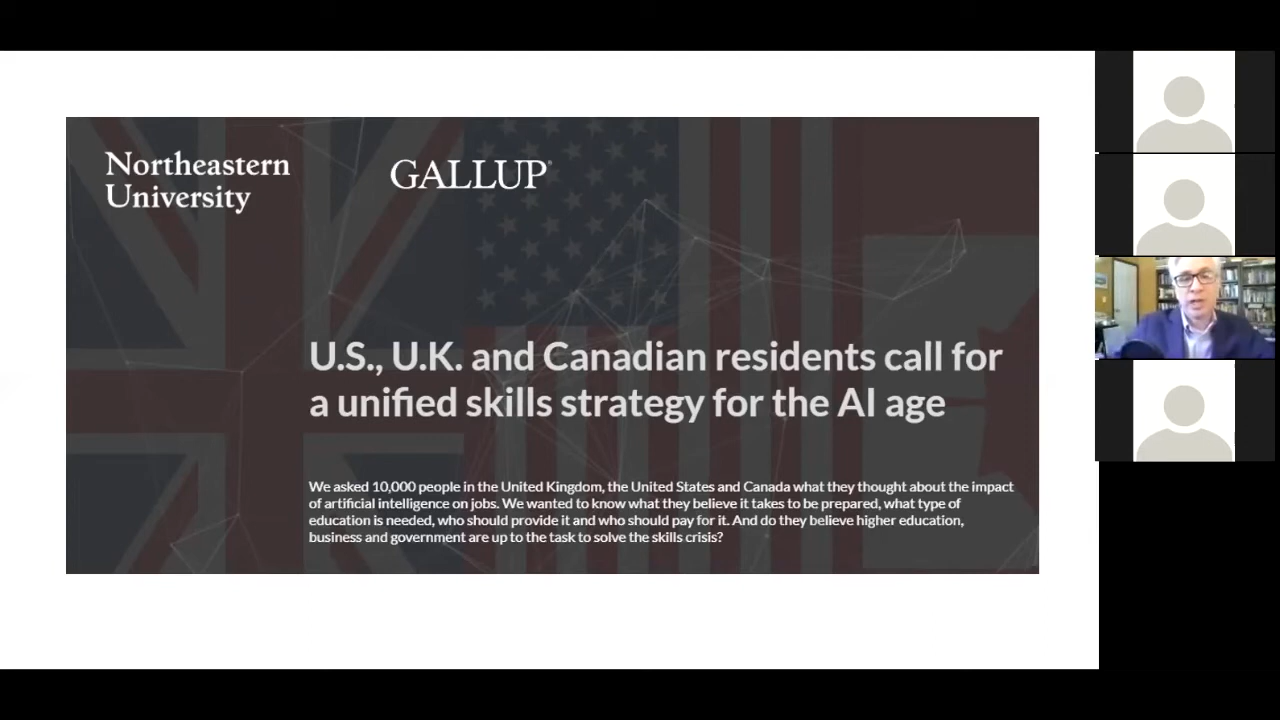 Northeastern
University
GALLUP®
U.S., U.K. and Canadian residents call for
a unified skills strategy for the AI age
We asked 10,000 people in the United Kingdom, the United States and Canada what they thought about the impact
of artificial intelligence on jobs. We wanted to know what they believe it takes to be prepared, what type of
education is needed, who should provide it and who should pay for it. And do they believe higher education,
business and government are up to the task to solve the skills crisis?